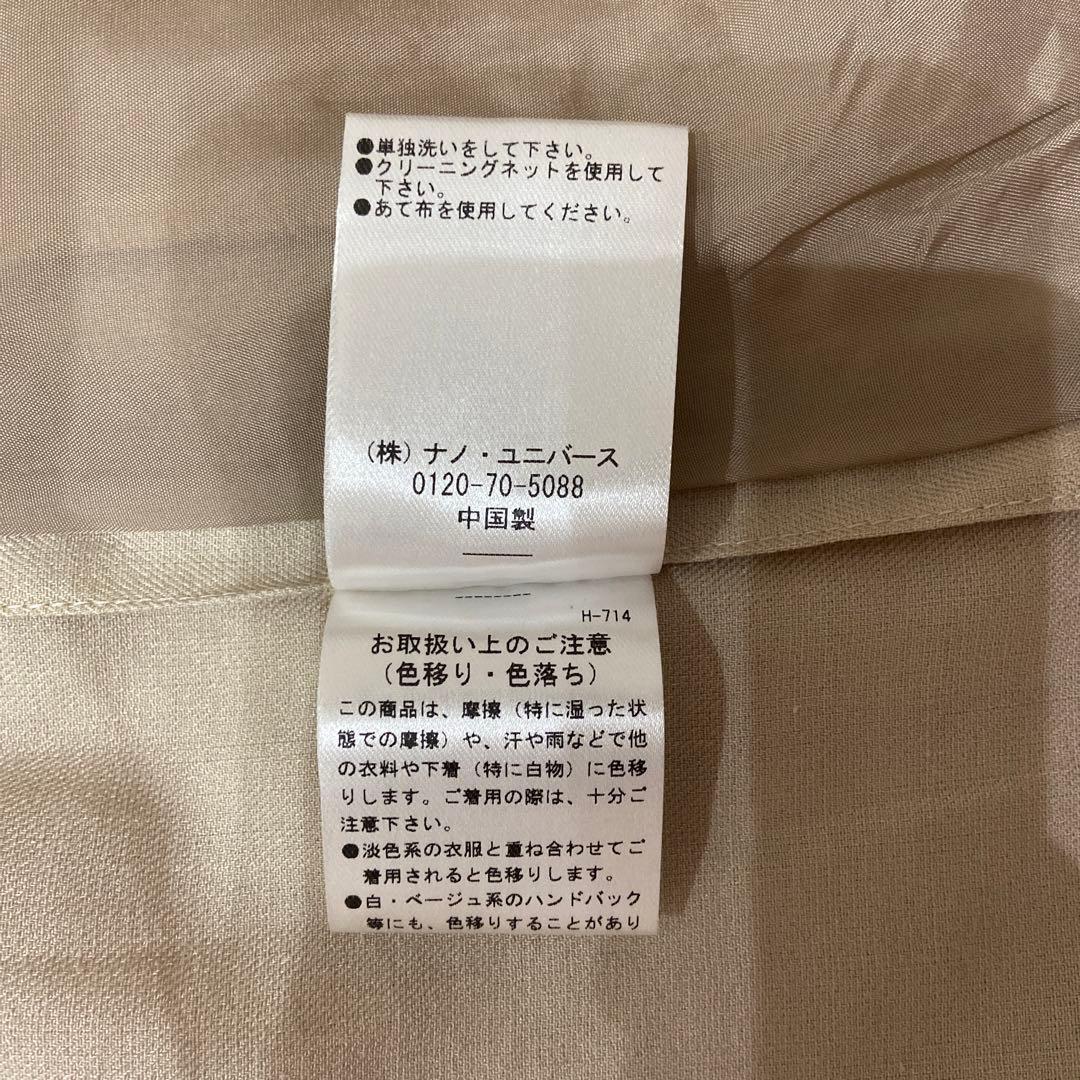 ●単独洗いをして下さい。
●クリーニングネットを使用して
下さい。
●あて布を使用してください。
(株)ナノ・ユニバース
0120-70-5088
中国製
H-714
お取扱い上のご注意
(色移り・色落ち)
この商品は、摩擦(特に湿った状
態での摩擦)や、汗や雨などで他
の衣料や下着(特に白物)に色移
りします。ご着用の際は、十分ご
注意下さい。
●淡色系の衣服と重ね合わせてご
着用されると色移りします。
●白・ベージュ系のハンドバック
等にも、色移りすることがあり